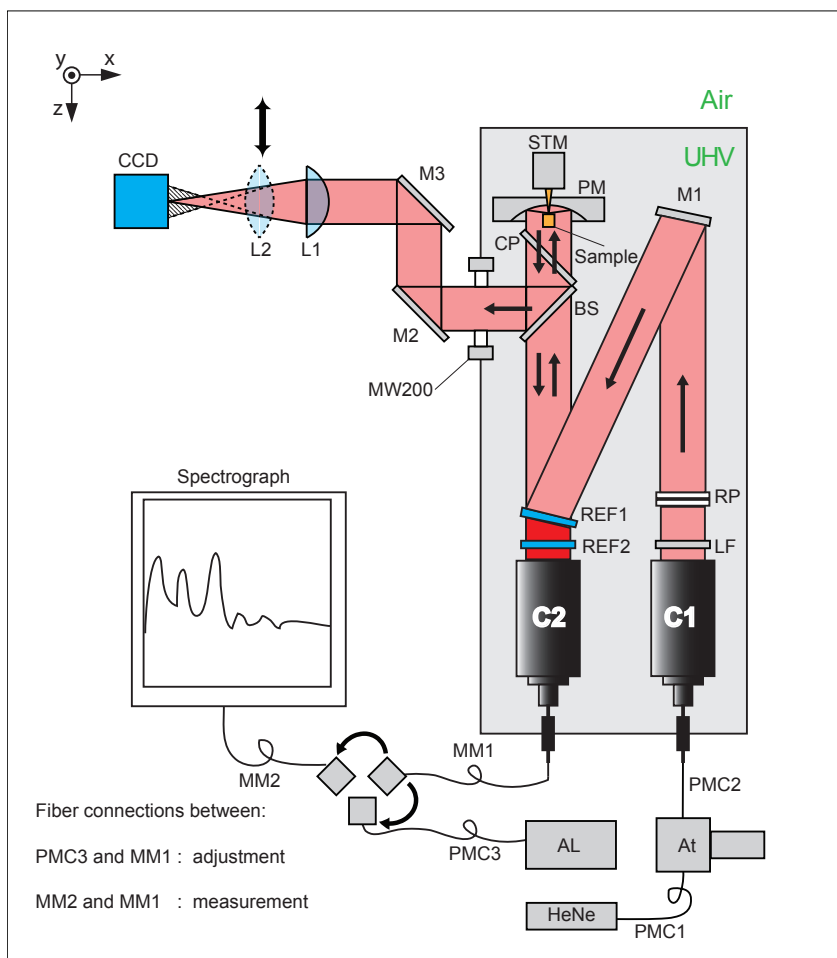 Air
y
x
z
STM
UHV
CCD
M3
PM
M1
CP
Sample
L2
L1
BS
M2
MW200
Spectrograph
RP
REF1
REF2
LF
C2
C1
MM1
MM2
PMC2
Fiber connections between:
PMC3 and MM1 : adjustment
PMC3
AL
At
MM2 and MM1 : measurement
HeNe
PMC1